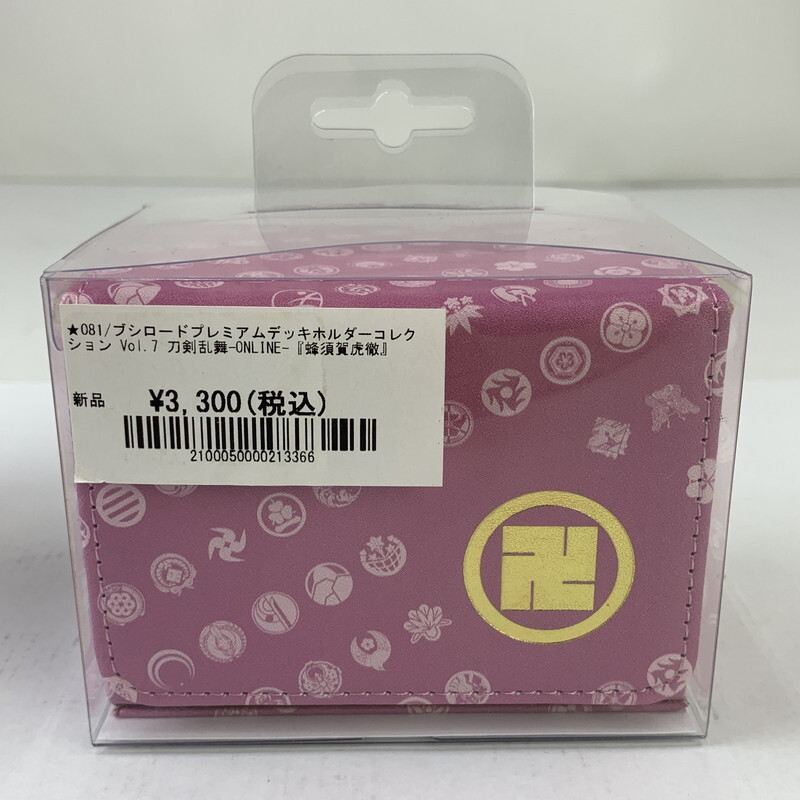 ★081/ブシロードプレミアムデッキホルダーコレク
ション Vol.7 刀剣乱舞-ONLINE-『蜂須賀虎徹』
新品 ¥3,300(税込)
2100050000213366